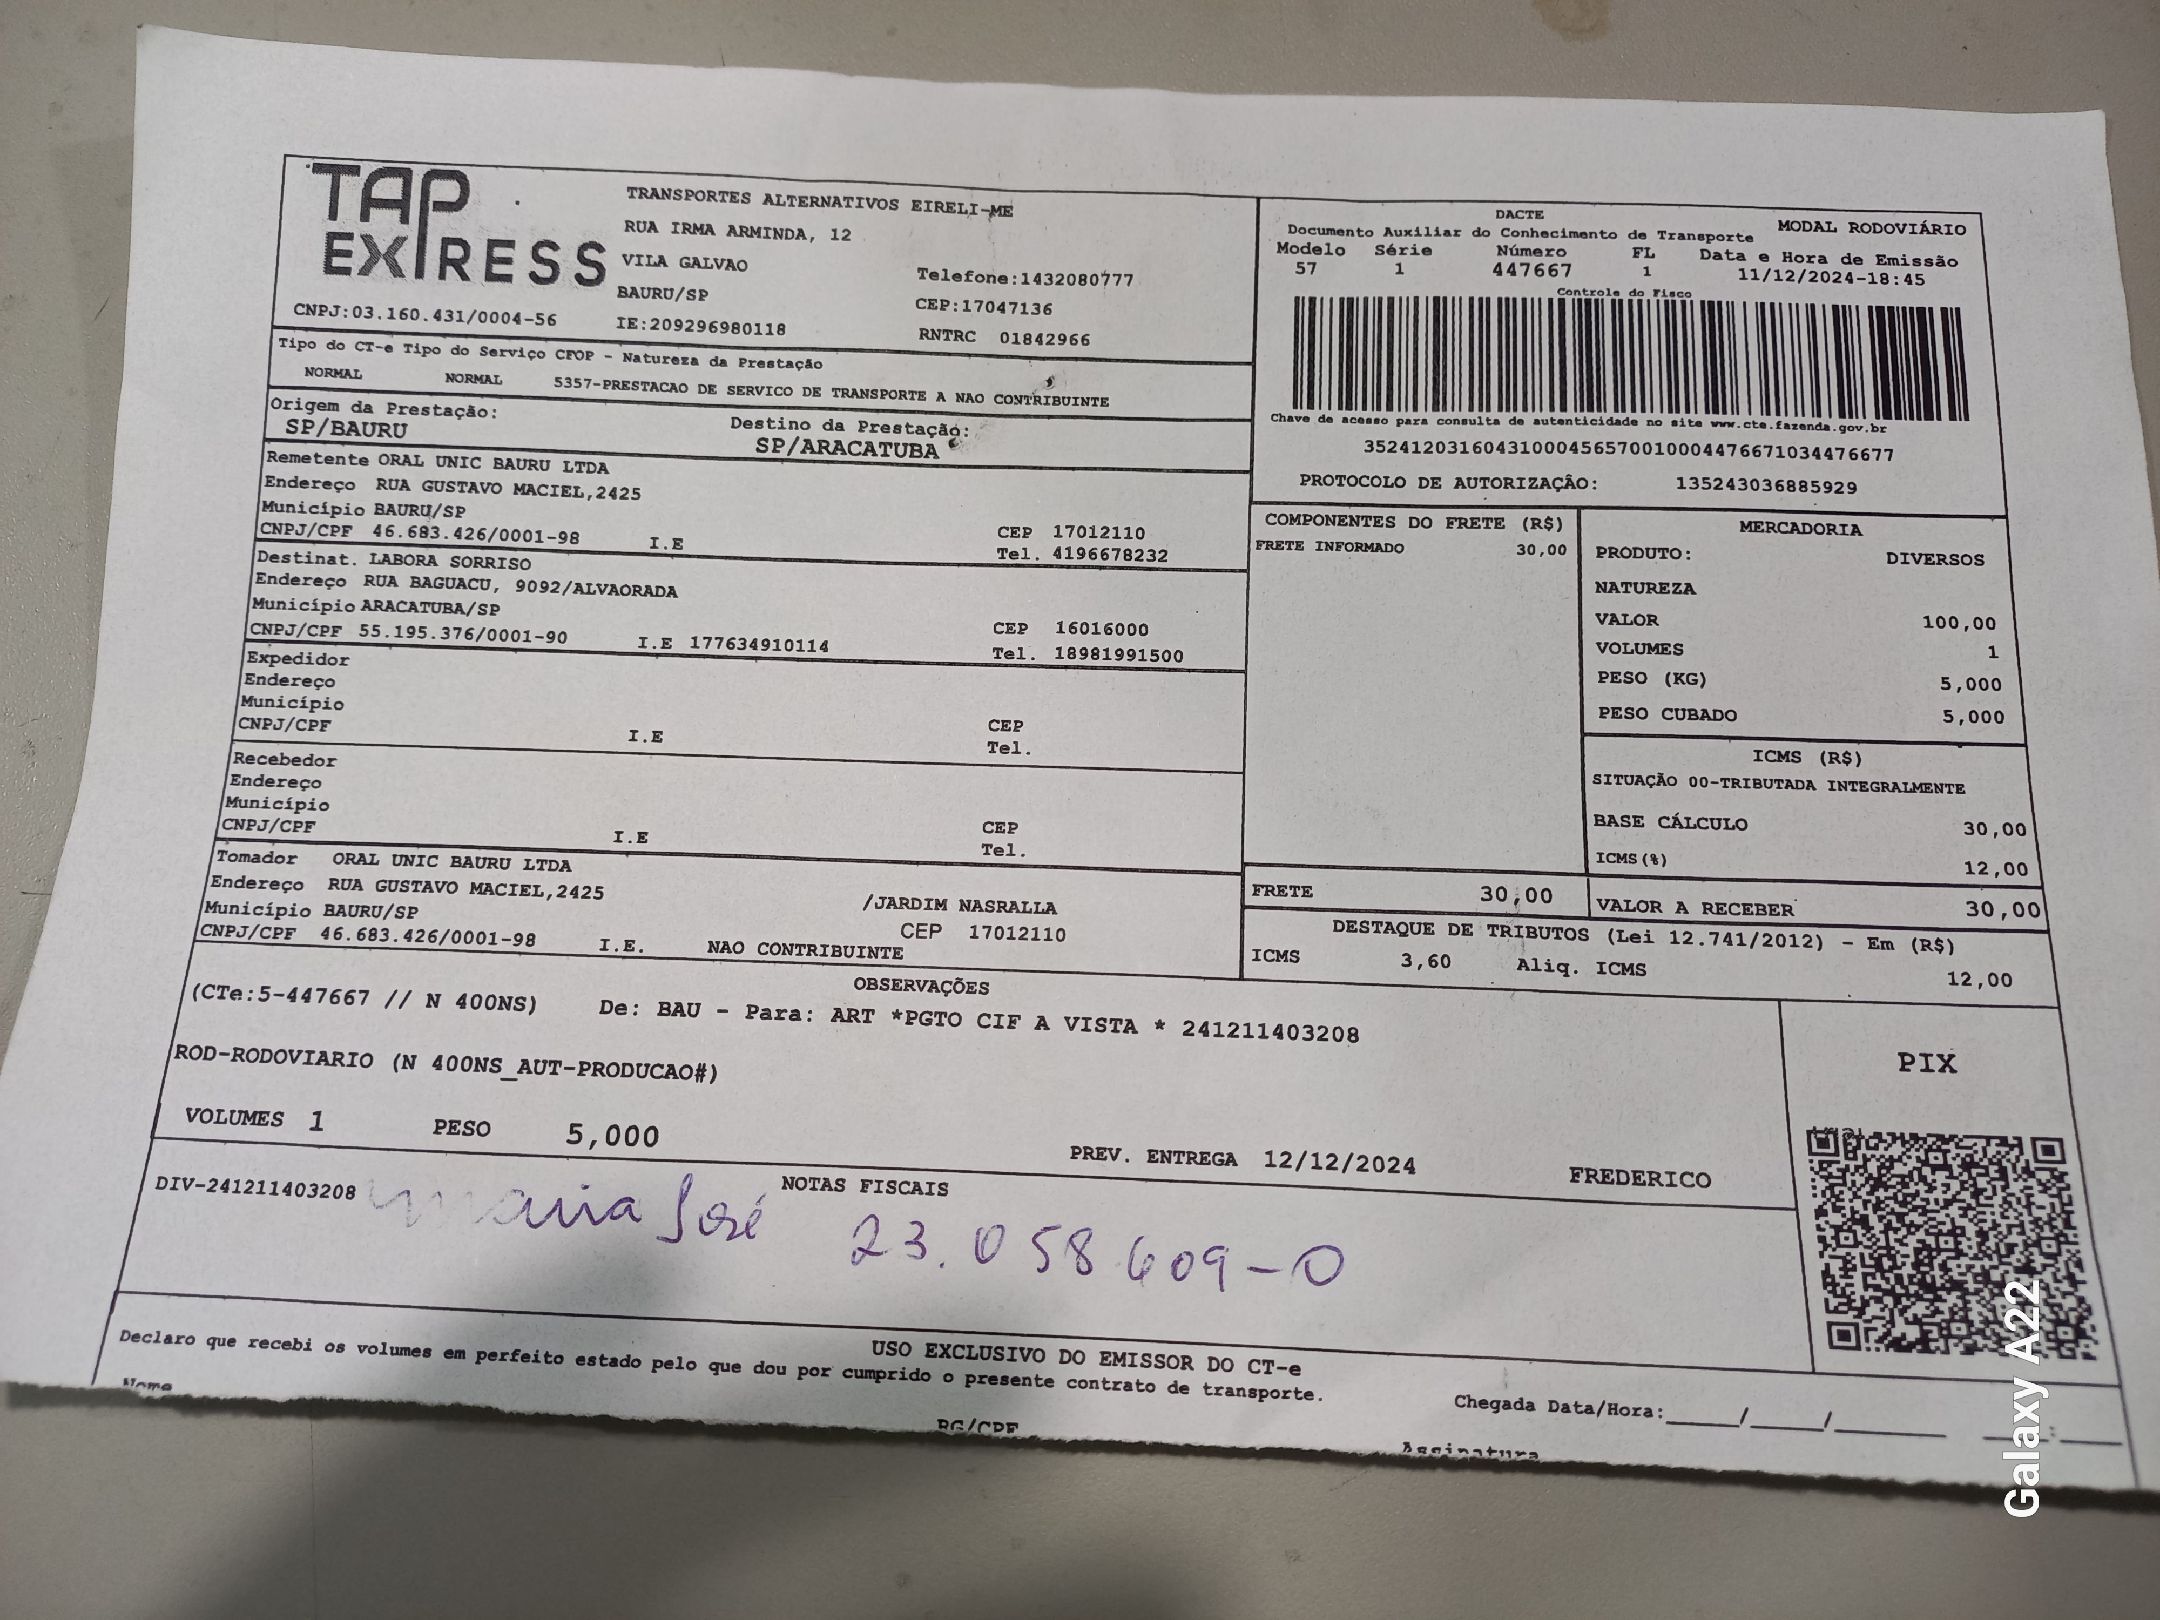 TAP EXPRESS
TRANSPORTES ALTERNATIVOS EIRELI-ME
RUA IRMA ARMINDA, 12
VILA GALVAO
Telefone:1432080777
BAURU/SP
CEP:17047136
CNPJ:03.160.431/0004-56
IE:209296980118
RNTRC 01842966
DACTE
Documento Auxiliar do Conhecimento de Transporte
MODAL RODOVIÁRIO
Modelo Série Número FL Data e Hora de Emissão
57 1 447667 1 11/12/2024-18:45
Controle do Fisco
Chave de acesso para consulta de autenticidade no site www.cte.fazenda.gov.br
35241203160431000456570010004476671034476677
PROTOCOLO DE AUTORIZAÇÃO: 135243036885929
Tipo do CT-e Tipo do Serviço CFOP - Natureza da Prestação
NORMAL NORMAL 5357-PRESTACAO DE SERVICO DE TRANSPORTE A NAO CONTRIBUINTE
Origem da Prestação:
SP/BAURU
Destino da Prestação:
SP/ARACATUBA
Remetente ORAL UNIC BAURU LTDA
Endereço RUA GUSTAVO MACIEL,2425
Município BAURU/SP
CEP 17012110
CNPJ/CPF 46.683.426/0001-98 I.E
Tel. 4196678232
Destinat. LABORA SORRISO
Endereço RUA BAGUACU, 9092/ALVAORADA
Município ARACATUBA/SP
CEP 16016000
CNPJ/CPF 55.195.376/0001-90 I.E 177634910114
Tel. 18981991500
Expedidor
Endereço
Município
CEP
CNPJ/CPF I.E
Tel.
Recebedor
Endereço
Município
CEP
CNPJ/CPF I.E
Tel.
Tomador ORAL UNIC BAURU LTDA
Endereço RUA GUSTAVO MACIEL,2425 /JARDIM NASRALLA
Município BAURU/SP CEP 17012110
CNPJ/CPF 46.683.426/0001-98 I.E. NAO CONTRIBUINTE
COMPONENTES DO FRETE (R$)
FRETE INFORMADO 30,00
MERCADORIA
PRODUTO: DIVERSOS
NATUREZA
VALOR 100,00
VOLUMES 1
PESO (KG) 5,000
PESO CUBADO 5,000
ICMS (R$)
SITUAÇÃO 00-TRIBUTADA INTEGRALMENTE
BASE CÁLCULO 30,00
ICMS(%) 12,00
FRETE 30,00
VALOR A RECEBER 30,00
DESTAQUE DE TRIBUTOS (Lei 12.741/2012) - Em (R$)
ICMS 3,60 Aliq. ICMS 12,00
OBSERVAÇÕES
(CTe:5-447667 // N 400NS) De: BAU - Para: ART *PGTO CIF A VISTA * 241211403208
ROD-RODOVIARIO (N 400NS_AUT-PRODUCAO#)
VOLUMES 1 PESO 5,000
PREV. ENTREGA 12/12/2024 FREDERICO
PIX
NOTAS FISCAIS
DIV-241211403208
maria José 23.058609-0
USO EXCLUSIVO DO EMISSOR DO CT-e
Declaro que recebi os volumes em perfeito estado pelo que dou por cumprido o presente contrato de transporte.
Chegada Data/Hora:_____/_____/_______ ___:____
Nome
RG/CPF
Assinatura
Galaxy A22